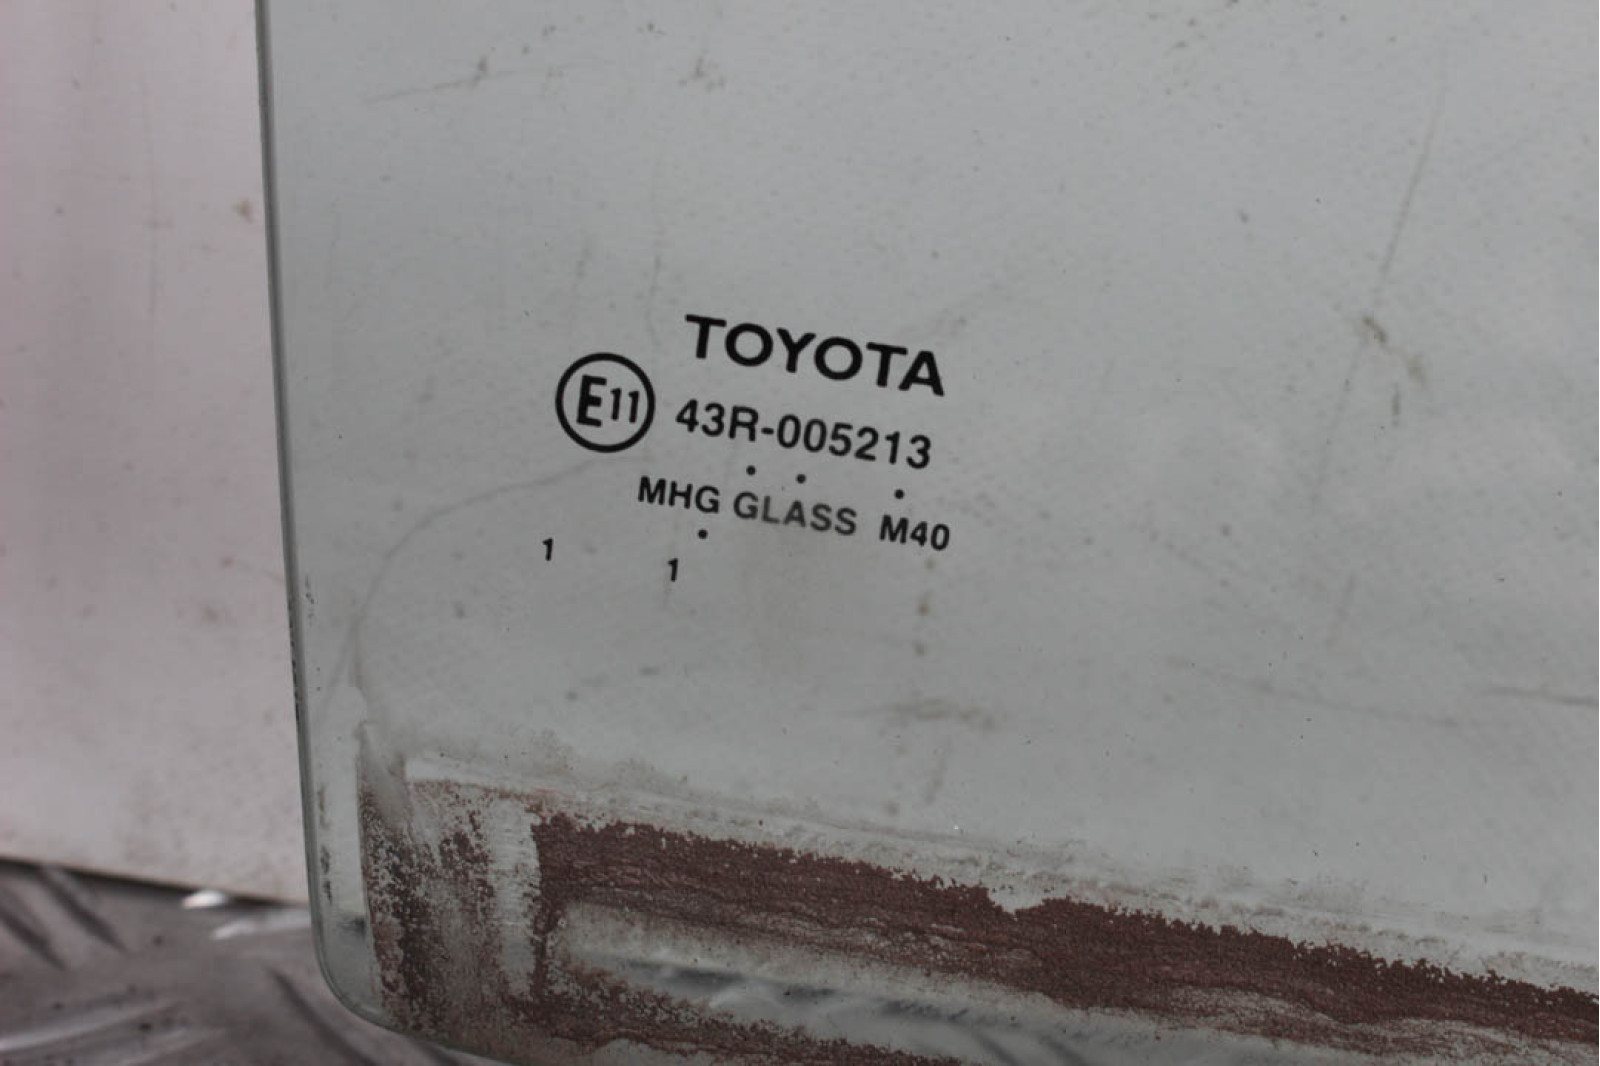 TOYOTA
E11 43R-005213
MHG GLASS M40
1 1